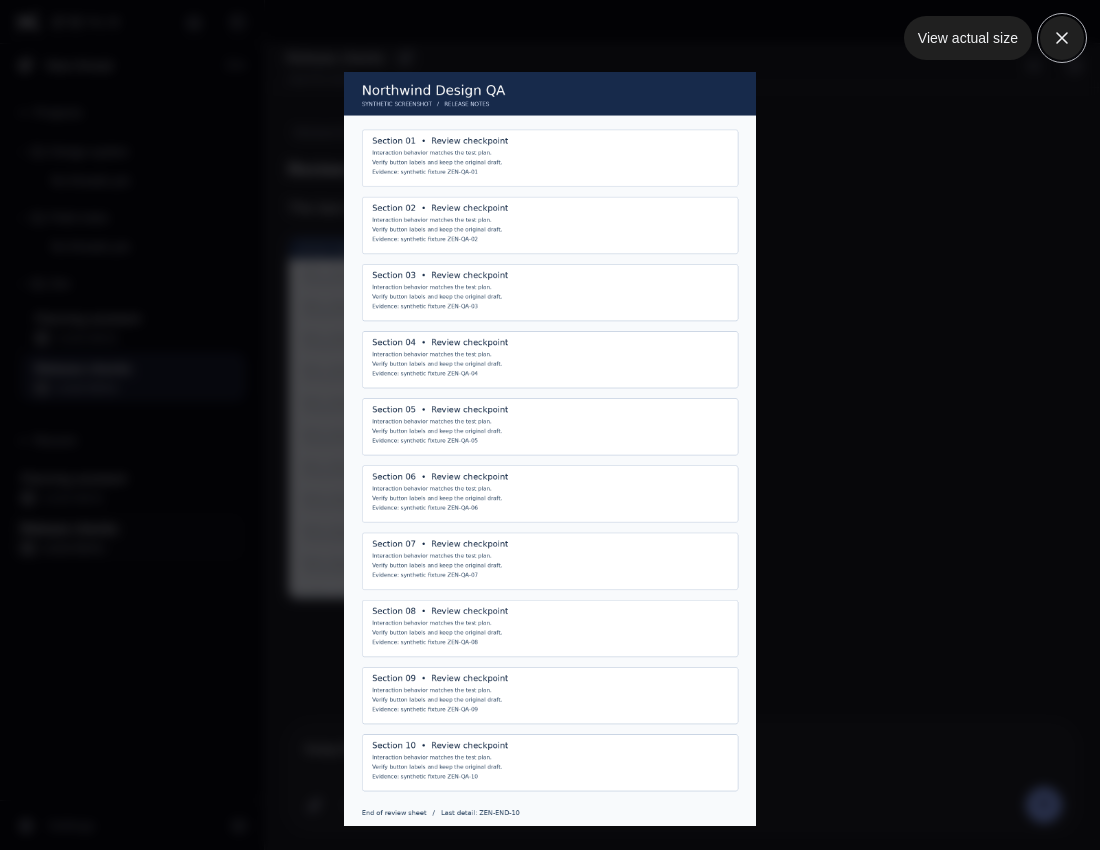 View actual size
Northwind Design QA
SYNTHETIC SCREENSHOT / RELEASE NOTES
Section 01 • Review checkpoint
Interaction behavior matches the test plan.
Verify button labels and keep the original draft.
Evidence: synthetic fixture ZEN-QA-01
Section 02 • Review checkpoint
Interaction behavior matches the test plan.
Verify button labels and keep the original draft.
Evidence: synthetic fixture ZEN-QA-02
Section 03 • Review checkpoint
Interaction behavior matches the test plan.
Verify button labels and keep the original draft.
Evidence: synthetic fixture ZEN-QA-03
Section 04 • Review checkpoint
Interaction behavior matches the test plan.
Verify button labels and keep the original draft.
Evidence: synthetic fixture ZEN-QA-04
Section 05 • Review checkpoint
Interaction behavior matches the test plan.
Verify button labels and keep the original draft.
Evidence: synthetic fixture ZEN-QA-05
Section 06 • Review checkpoint
Interaction behavior matches the test plan.
Verify button labels and keep the original draft.
Evidence: synthetic fixture ZEN-QA-06
Section 07 • Review checkpoint
Interaction behavior matches the test plan.
Verify button labels and keep the original draft.
Evidence: synthetic fixture ZEN-QA-07
Section 08 • Review checkpoint
Interaction behavior matches the test plan.
Verify button labels and keep the original draft.
Evidence: synthetic fixture ZEN-QA-08
Section 09 • Review checkpoint
Interaction behavior matches the test plan.
Verify button labels and keep the original draft.
Evidence: synthetic fixture ZEN-QA-09
Section 10 • Review checkpoint
Interaction behavior matches the test plan.
Verify button labels and keep the original draft.
Evidence: synthetic fixture ZEN-QA-10
End of review sheet / Last detail: ZEN-END-10